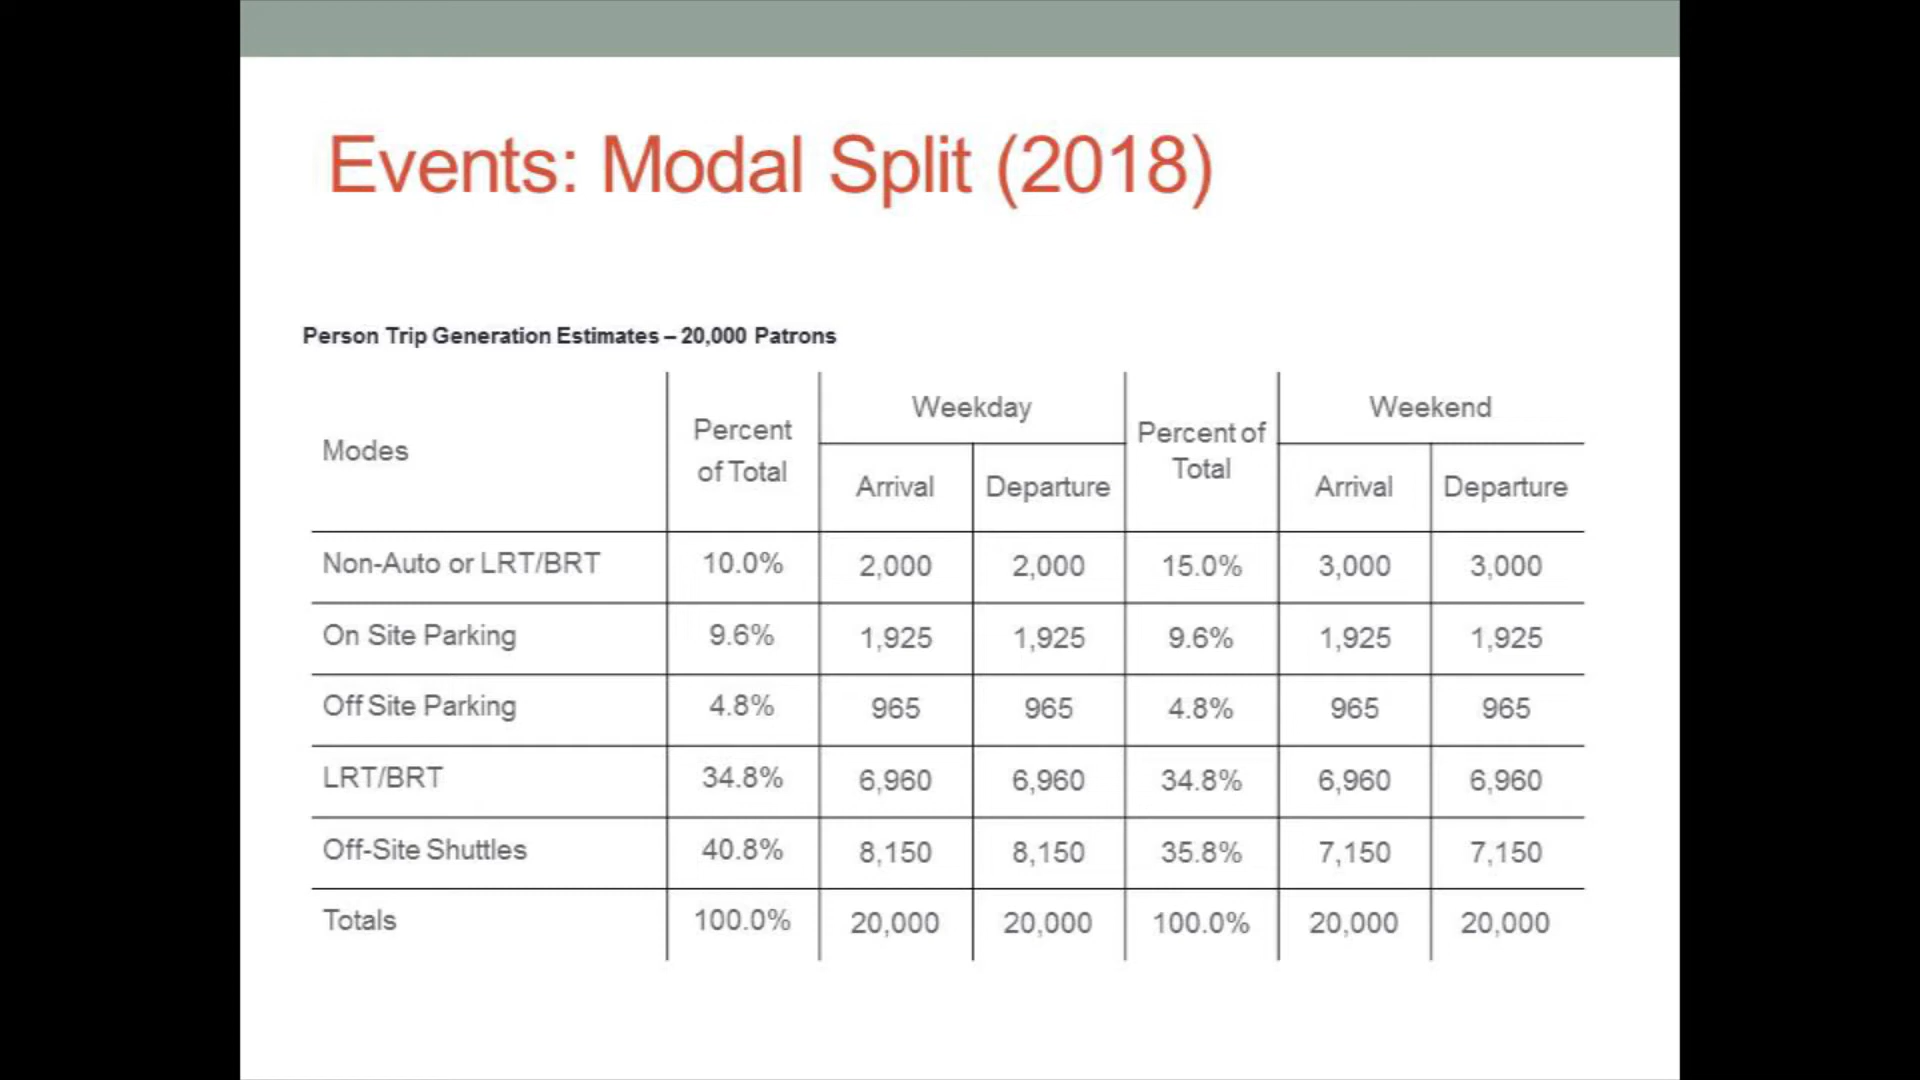 Events: Modal Split (2018)
Person Trip Generation Estimates – 20,000 Patrons
Modes Percent of Total Weekday Percent of Total Weekend
Arrival Departure Arrival Departure
Non-Auto or LRT/BRT 10.0% 2,000 2,000 15.0% 3,000 3,000
On Site Parking 9.6% 1,925 1,925 9.6% 1,925 1,925
Off Site Parking 4.8% 965 965 4.8% 965 965
LRT/BRT 34.8% 6,960 6,960 34.8% 6,960 6,960
Off-Site Shuttles 40.8% 8,150 8,150 35.8% 7,150 7,150
Totals 100.0% 20,000 20,000 100.0% 20,000 20,000